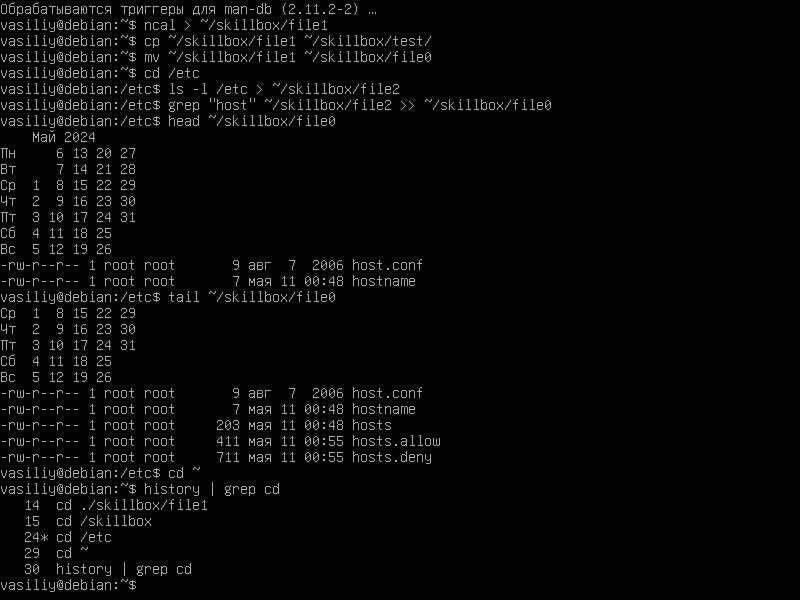 Обрабатываются триггеры для man-db (2.11.2-2) …
vasiliy@debian:~$ ncal > ~/skillbox/file1
vasiliy@debian:~$ cp ~/skillbox/file1 ~/skillbox/test/
vasiliy@debian:~$ mv ~/skillbox/file1 ~/skillbox/file0
vasiliy@debian:~$ cd /etc
vasiliy@debian:/etc$ ls -l /etc > ~/skillbox/file2
vasiliy@debian:/etc$ grep "host" ~/skillbox/file2 >> ~/skillbox/file0
vasiliy@debian:/etc$ head ~/skillbox/file0
    Май 2024
Пн     6 13 20 27
Вт     7 14 21 28
Ср  1  8 15 22 29
Чт  2  9 16 23 30
Пт  3 10 17 24 31
Сб  4 11 18 25
Вс  5 12 19 26
-rw-r--r-- 1 root root       9 авг  7  2006 host.conf
-rw-r--r-- 1 root root       7 мая 11 00:48 hostname
vasiliy@debian:/etc$ tail ~/skillbox/file0
Ср  1  8 15 22 29
Чт  2  9 16 23 30
Пт  3 10 17 24 31
Сб  4 11 18 25
Вс  5 12 19 26
-rw-r--r-- 1 root root       9 авг  7  2006 host.conf
-rw-r--r-- 1 root root       7 мая 11 00:48 hostname
-rw-r--r-- 1 root root     203 мая 11 00:48 hosts
-rw-r--r-- 1 root root     411 мая 11 00:55 hosts.allow
-rw-r--r-- 1 root root     711 мая 11 00:55 hosts.deny
vasiliy@debian:/etc$ cd ~
vasiliy@debian:~$ history | grep cd
   14  cd ./skillbox/file1
   15  cd /skillbox
   24* cd /etc
   29  cd ~
   30  history | grep cd
vasiliy@debian:~$